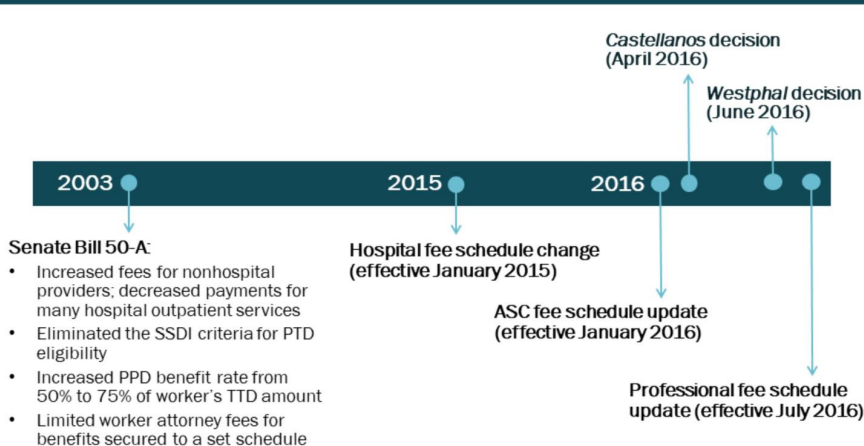 Castellanos decision
(April 2016)
Westphal decision
(June 2016)
2003
2015
2016
Senate Bill 50-A:
• Increased fees for nonhospital
providers; decreased payments for
many hospital outpatient services
• Eliminated the SSDI criteria for PTD
eligibility
• Increased PPD benefit rate from
50% to 75% of worker's TTD amount
• Limited worker attorney fees for
benefits secured to a set schedule
Hospital fee schedule change
(effective January 2015)
ASC fee schedule update
(effective January 2016)
Professional fee schedule
update (effective July 2016)